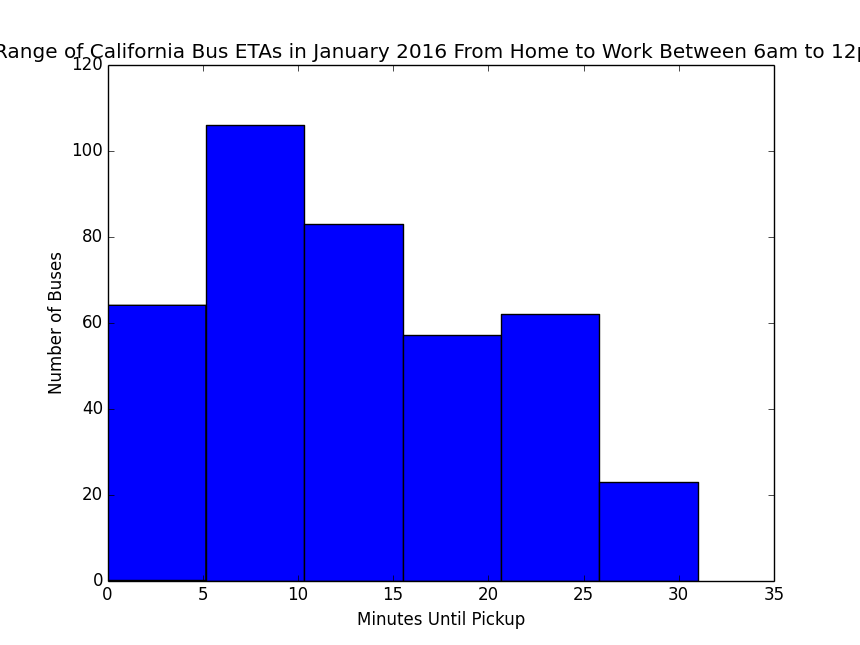 Range of California Bus ETAs in January 2016 From Home to Work Between 6am to
120
100
80
60
40
20
0
Number of Buses
0 5 10 15 20 25 30 35
Minutes Until Pickup